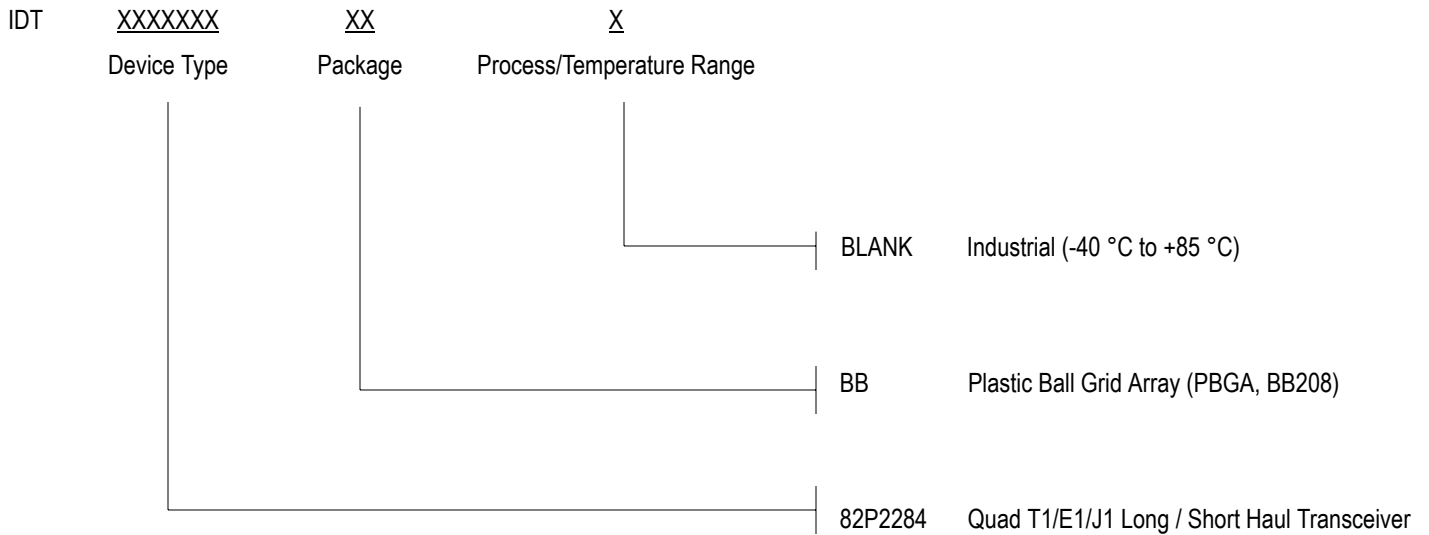 IDT XXXXXXX XX X
Device Type Package Process/Temperature Range
BLANK Industrial (-40 °C to +85 °C)
BB Plastic Ball Grid Array (PBGA, BB208)
82P2284 Quad T1/E1/J1 Long / Short Haul Transceiver